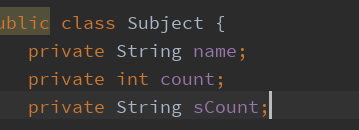 ublic class Subject {
private String name;
private int count;
private String sCount;